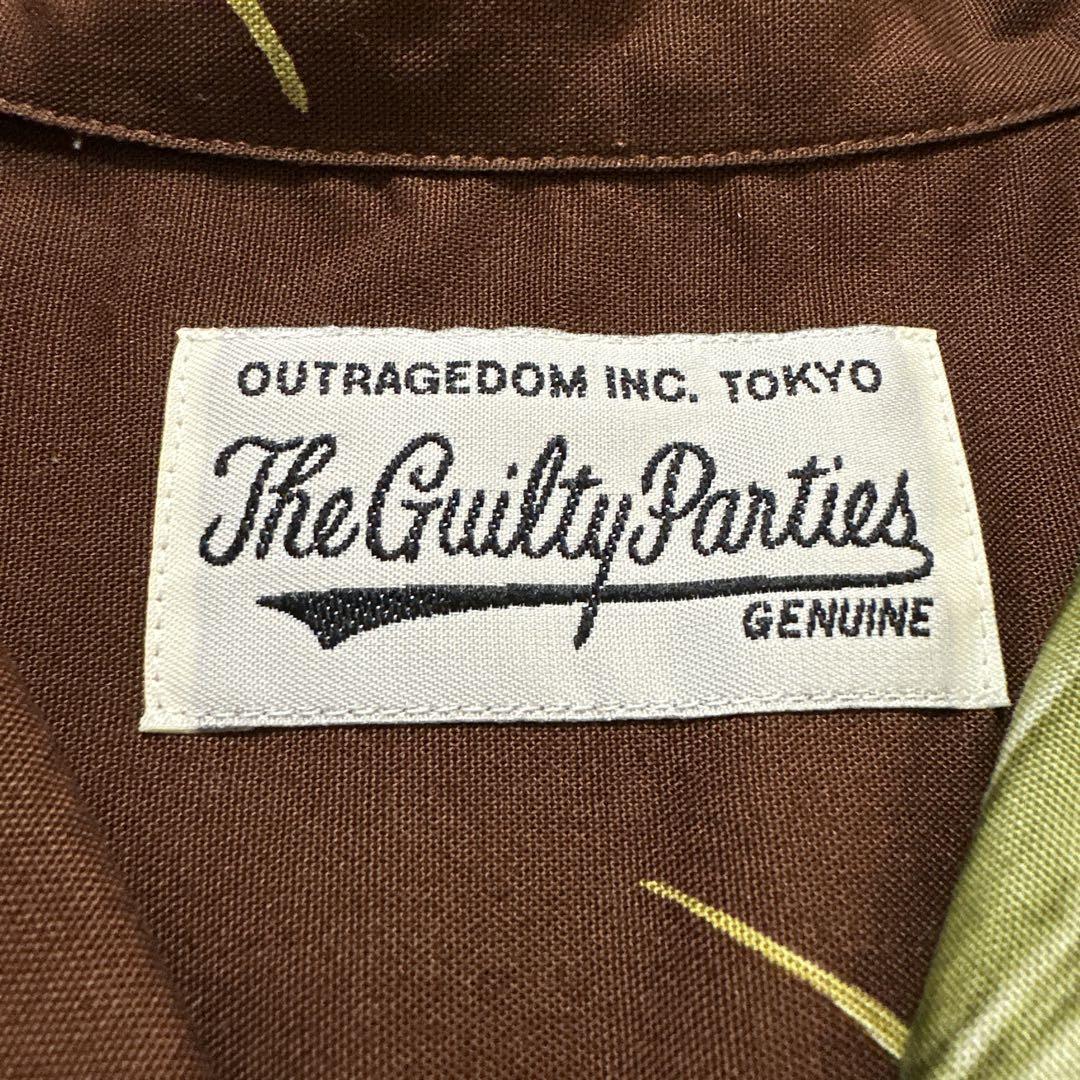 OUTRAGEDOM INC. TOKYO
The Guilty Parties
GENUINE